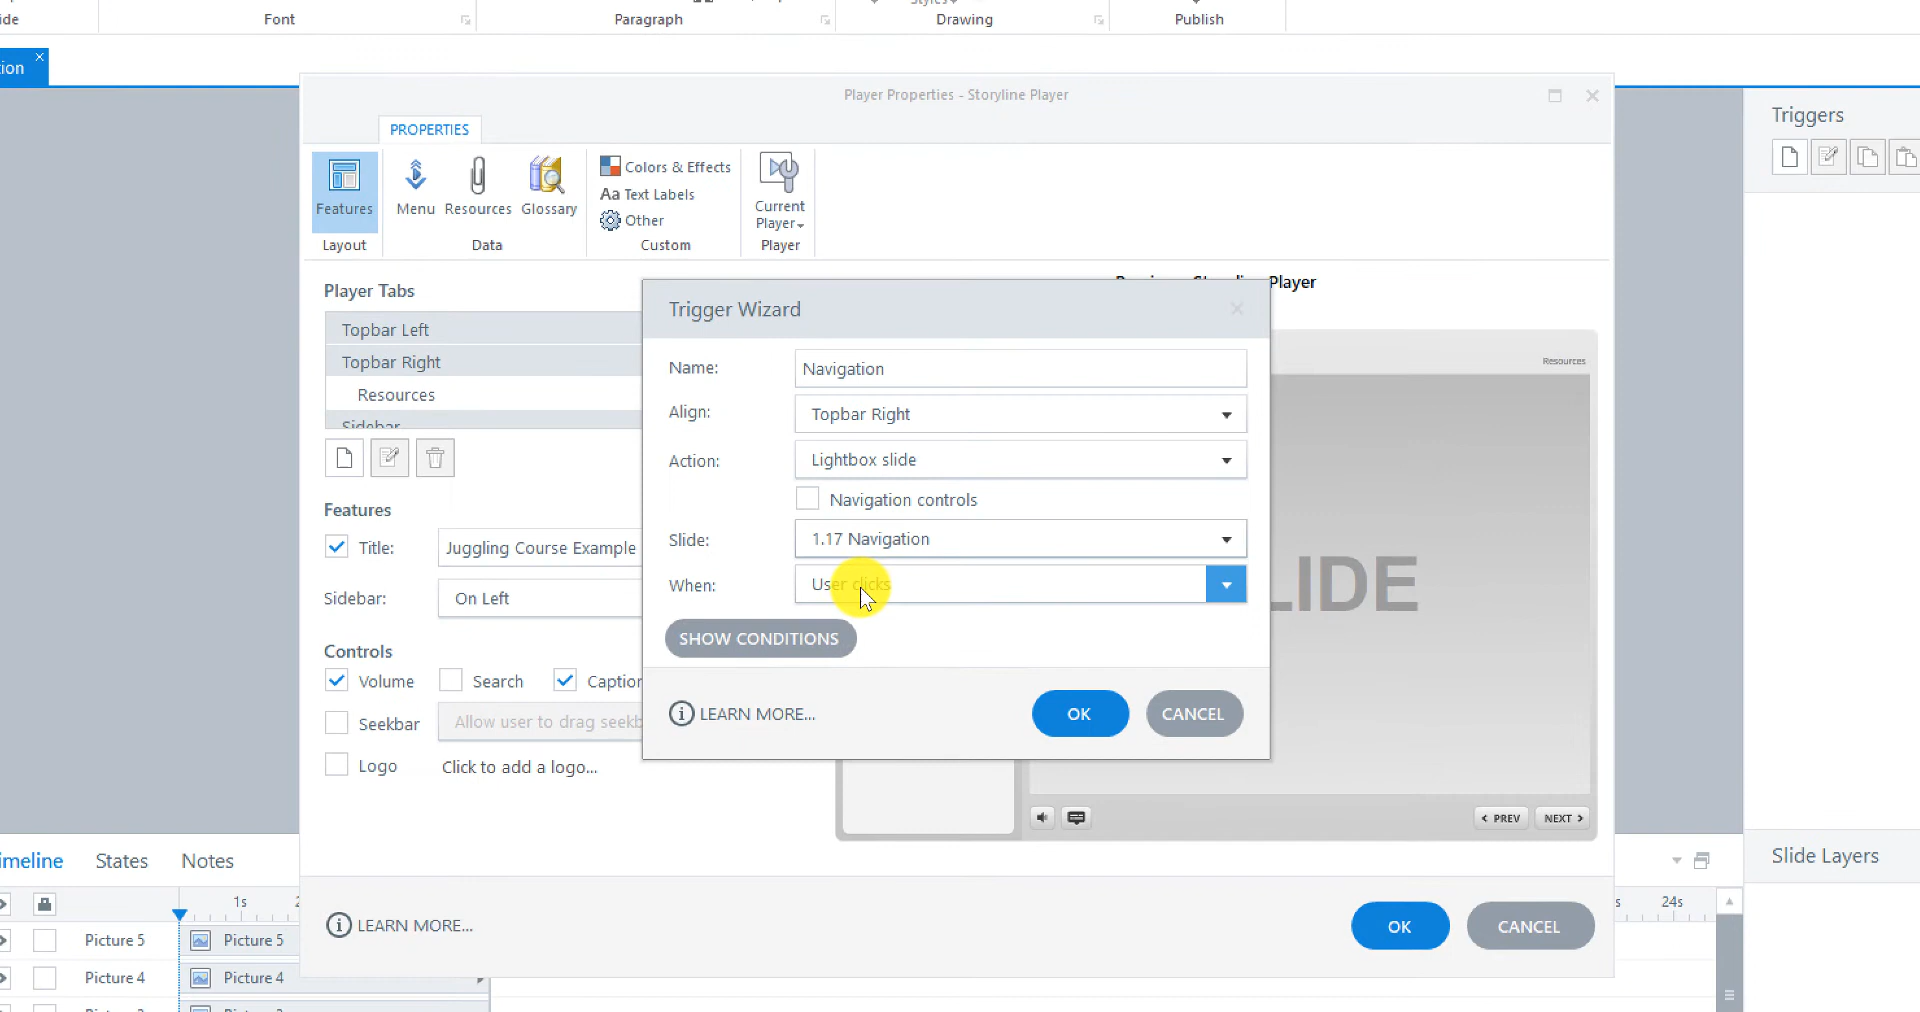 ide
Font
Paragraph
Drawing
Publish
ion
Player Properties - Storyline Player
Triggers
PROPERTIES
Features
Menu
Resources
Glossary
Colors & Effects
Aa Text Labels
Other
Current
Player
Layout
Data
Custom
Player
Player Tabs
Player
Topbar Left
Topbar Right
Resources
Sidebar
Resources
Trigger Wizard
Name:
Navigation
Align:
Topbar Right
Action:
Lightbox slide
Navigation controls
Slide:
1.17 Navigation
When:
User clicks
SHOW CONDITIONS
LEARN MORE...
OK
CANCEL
Features
Title:
Juggling Course Example
Sidebar:
On Left
LIDE
Controls
Volume
Search
Caption
Seekbar
Allow user to drag seekb
Logo
Click to add a logo...
< PREV
NEXT >
imeline
States
Notes
Slide Layers
LEARN MORE...
OK
CANCEL
1s
24s
Picture 5
Picture 5
Picture 4
Picture 4